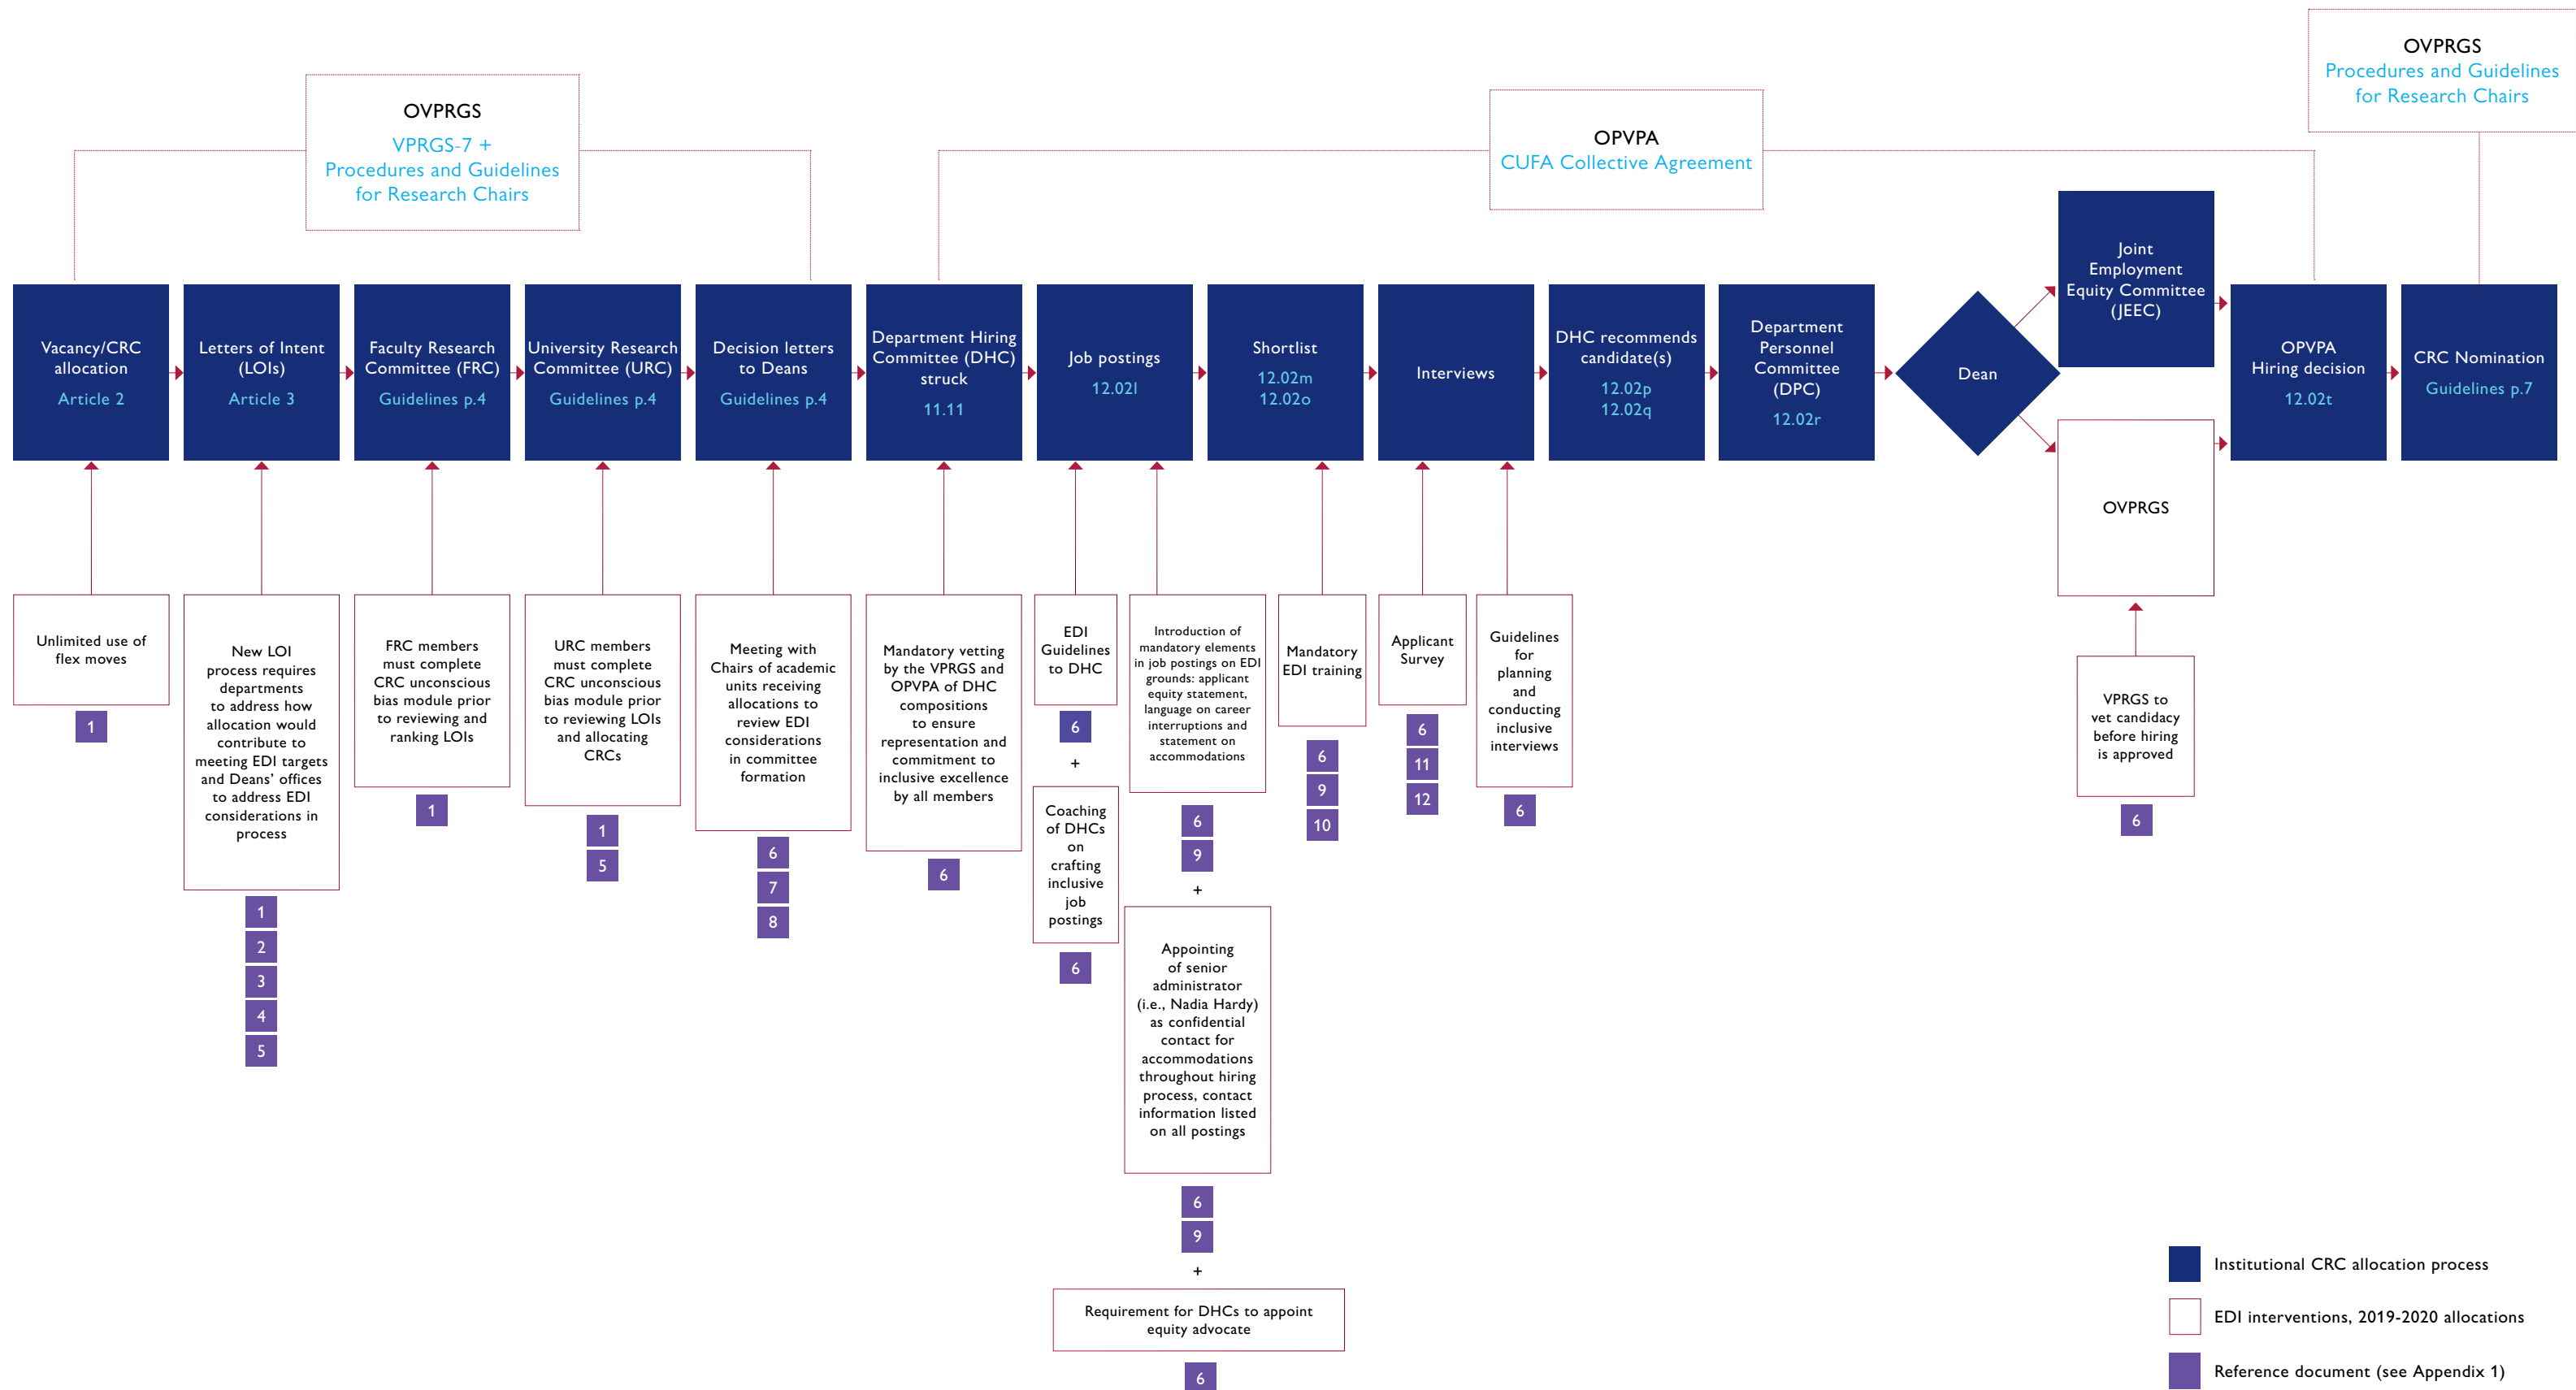 OVPRGS
Procedures and Guidelines
for Research Chairs
OVPRGS
VPRGS-7 +
Procedures and Guidelines
for Research Chairs
OPVPA
CUFA Collective Agreement
Vacancy/CRC
allocation
Article 2
Letters of Intent
(LOIs)
Article 3
Faculty Research
Committee (FRC)
Guidelines p.4
University Research
Committee (URC)
Guidelines p.4
Decision letters
to Deans
Guidelines p.4
Department Hiring
Committee (DHC)
struck
11.11
Job postings
12.02l
Shortlist
12.02m
12.02o
Interviews
DHC recommends
candidate(s)
12.02p
12.02q
Department
Personnel
Committee
(DPC)
12.02r
Dean
Joint
Employment
Equity Committee
(JEEC)
OVPRGS
OPVPA
Hiring decision
12.02t
CRC Nomination
Guidelines p.7
Unlimited use of
flex moves
1
New LOI
process requires
departments
to address how
allocation would
contribute to
meeting EDI targets
and Deans’ offices
to address EDI
considerations in
process
1
2
3
4
5
FRC members
must complete
CRC unconscious
bias module prior
to reviewing and
ranking LOIs
1
URC members
must complete
CRC unconscious
bias module prior
to reviewing LOIs
and allocating
CRCs
1
5
Meeting with
Chairs of academic
units receiving
allocations to
review EDI
considerations
in committee
formation
6
7
8
Mandatory vetting
by the VPRGS and
OPVPA of DHC
compositions
to ensure
representation and
commitment to
inclusive excellence
by all members
6
EDI
Guidelines
to DHC
6
+
Coaching
of DHCs
on
crafting
inclusive
job
postings
6
Introduction of
mandatory elements
in job postings on EDI
grounds: applicant
equity statement,
language on career
interruptions and
statement on
accommodations
6
9
+
Appointing
of senior
administrator
(i.e., Nadia Hardy)
as confidential
contact for
accommodations
throughout hiring
process, contact
information listed
on all postings
6
9
+
Requirement for DHCs to appoint
equity advocate
6
Mandatory
EDI training
6
9
10
Applicant
Survey
6
11
12
Guidelines
for
planning
and
conducting
inclusive
interviews
6
VPRGS to
vet candidacy
before hiring
is approved
6
Institutional CRC allocation process
EDI interventions, 2019-2020 allocations
Reference document (see Appendix 1)